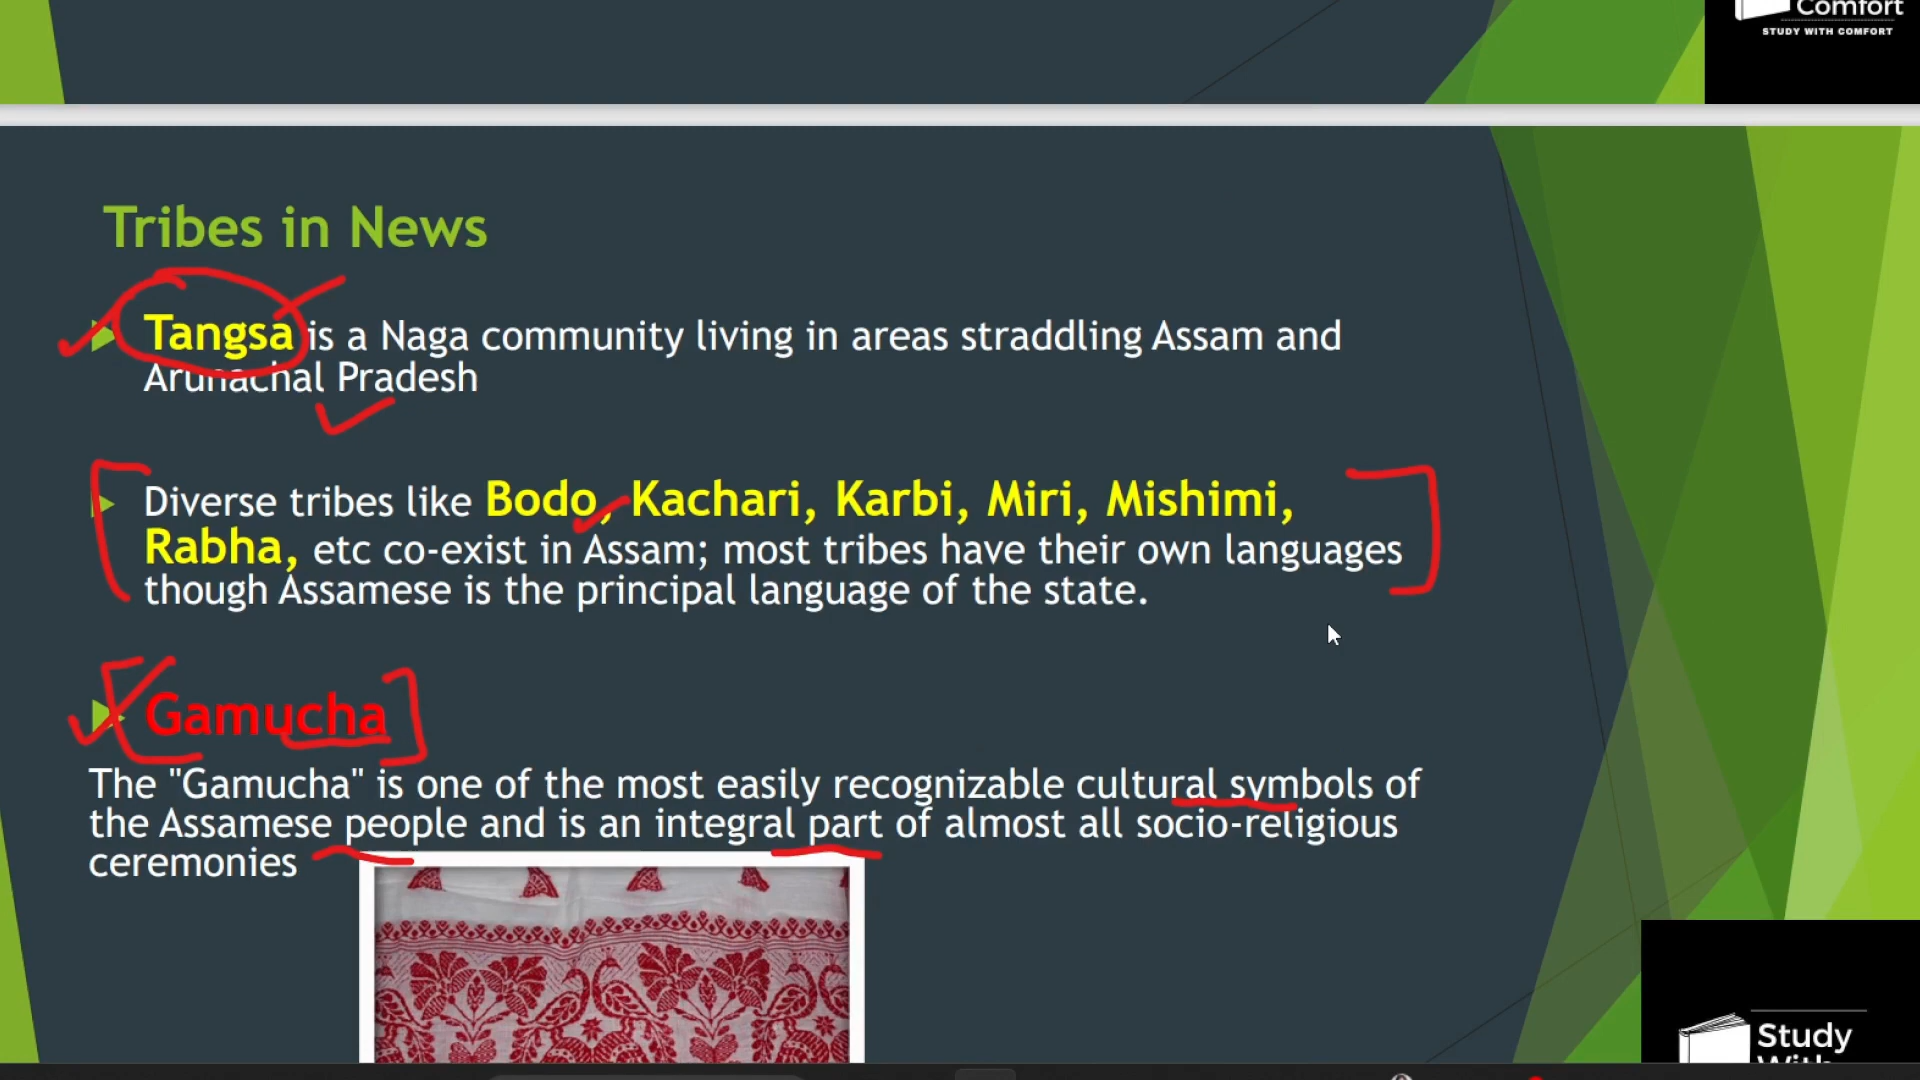 Comfort
STUDY WITH COMFORT
Tribes in News
Tangsa is a Naga community living in areas straddling Assam and
Arunachal Pradesh
Diverse tribes like Bodo, Kachari, Karbi, Miri, Mishimi,
Rabha, etc co-exist in Assam; most tribes have their own languages
though Assamese is the principal language of the state.
Gamucha
The "Gamucha" is one of the most easily recognizable cultural symbols of
the Assamese people and is an integral part of almost all socio-religious
ceremonies
Study
With